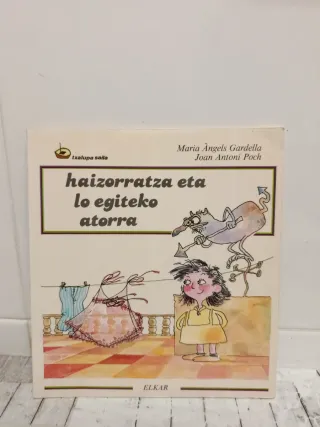 txalupa saila
Maria Àngels Gardella
Joan Antoni Poch
haizorratza eta
lo egiteko
atorra
ELKAR